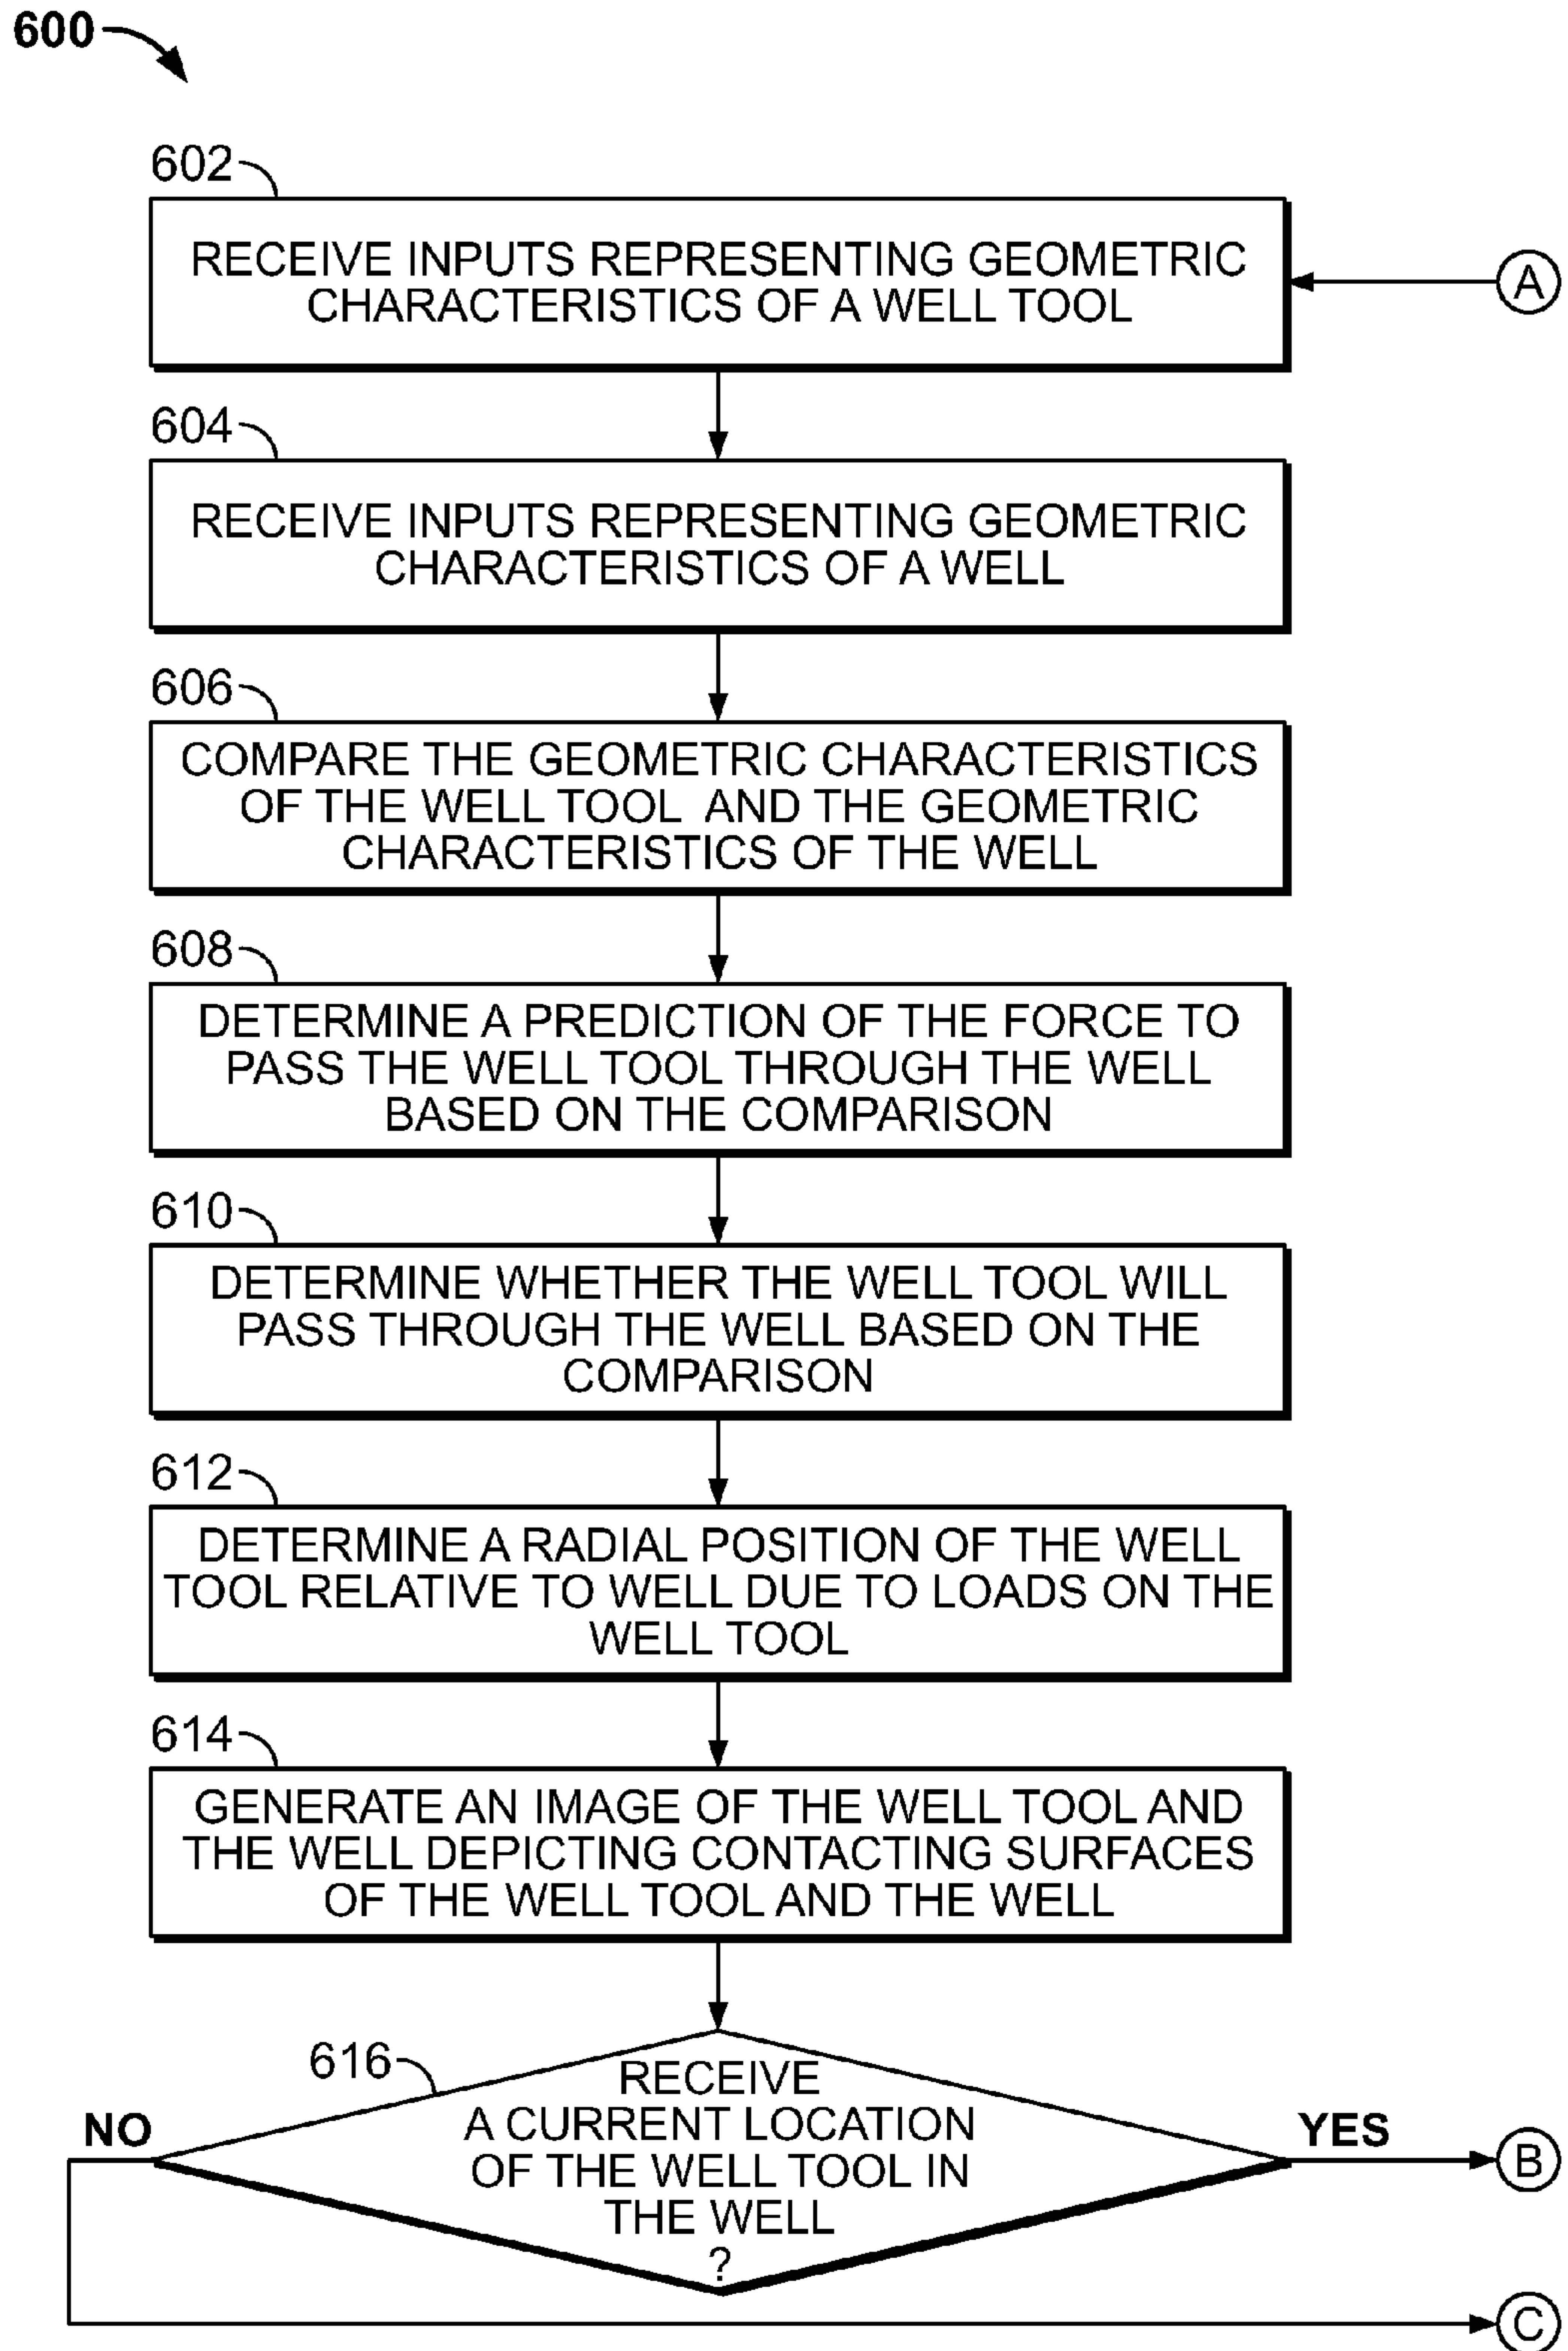 600
602
RECEIVE INPUTS REPRESENTING GEOMETRIC
CHARACTERISTICS OF A WELL TOOL
A
604
RECEIVE INPUTS REPRESENTING GEOMETRIC
CHARACTERISTICS OF A WELL
606
COMPARE THE GEOMETRIC CHARACTERISTICS
OF THE WELL TOOL AND THE GEOMETRIC
CHARACTERISTICS OF THE WELL
608
DETERMINE A PREDICTION OF THE FORCE TO
PASS THE WELL TOOL THROUGH THE WELL
BASED ON THE COMPARISON
610
DETERMINE WHETHER THE WELL TOOL WILL
PASS THROUGH THE WELL BASED ON THE
COMPARISON
612
DETERMINE A RADIAL POSITION OF THE WELL
TOOL RELATIVE TO WELL DUE TO LOADS ON THE
WELL TOOL
614
GENERATE AN IMAGE OF THE WELL TOOL AND
THE WELL DEPICTING CONTACTING SURFACES
OF THE WELL TOOL AND THE WELL
616
RECEIVE
A CURRENT LOCATION
OF THE WELL TOOL IN
THE WELL
?
NO
YES
B
C